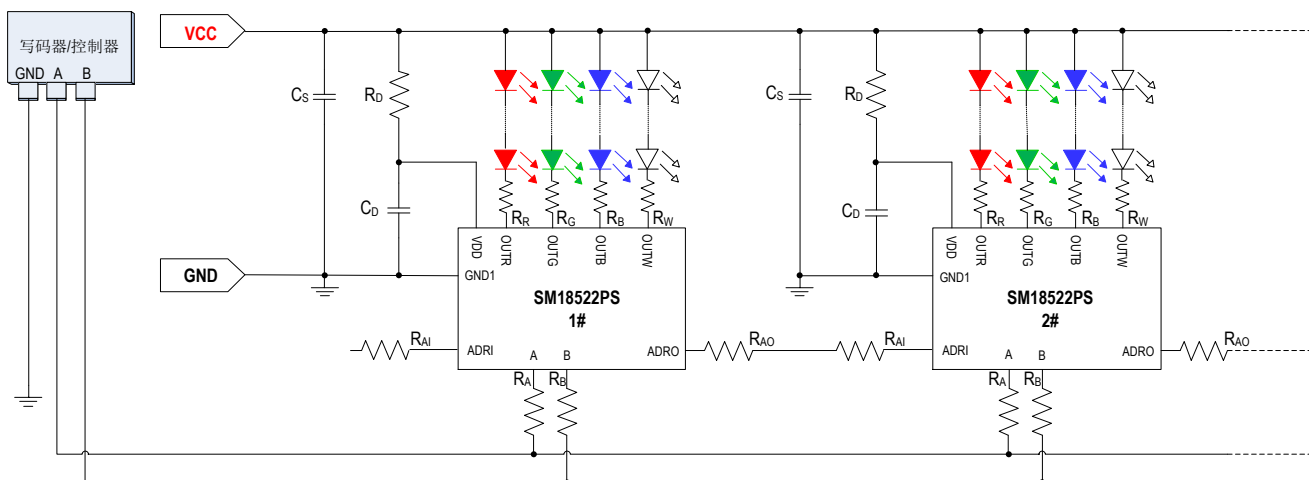 写码器/控制器
GND A B
VCC
GND
CS
RD
CD
RR
RG
RB
RW
VDD
OUTR
OUTG
OUTB
OUTW
GND1
SM18522PS
1#
RAI
ADRI
A
B
ADRO
RAO
RA
RB
CS
RD
CD
RR
RG
RB
RW
VDD
OUTR
OUTG
OUTB
OUTW
GND1
SM18522PS
2#
RAI
ADRI
A
B
ADRO
RAO
RA
RB